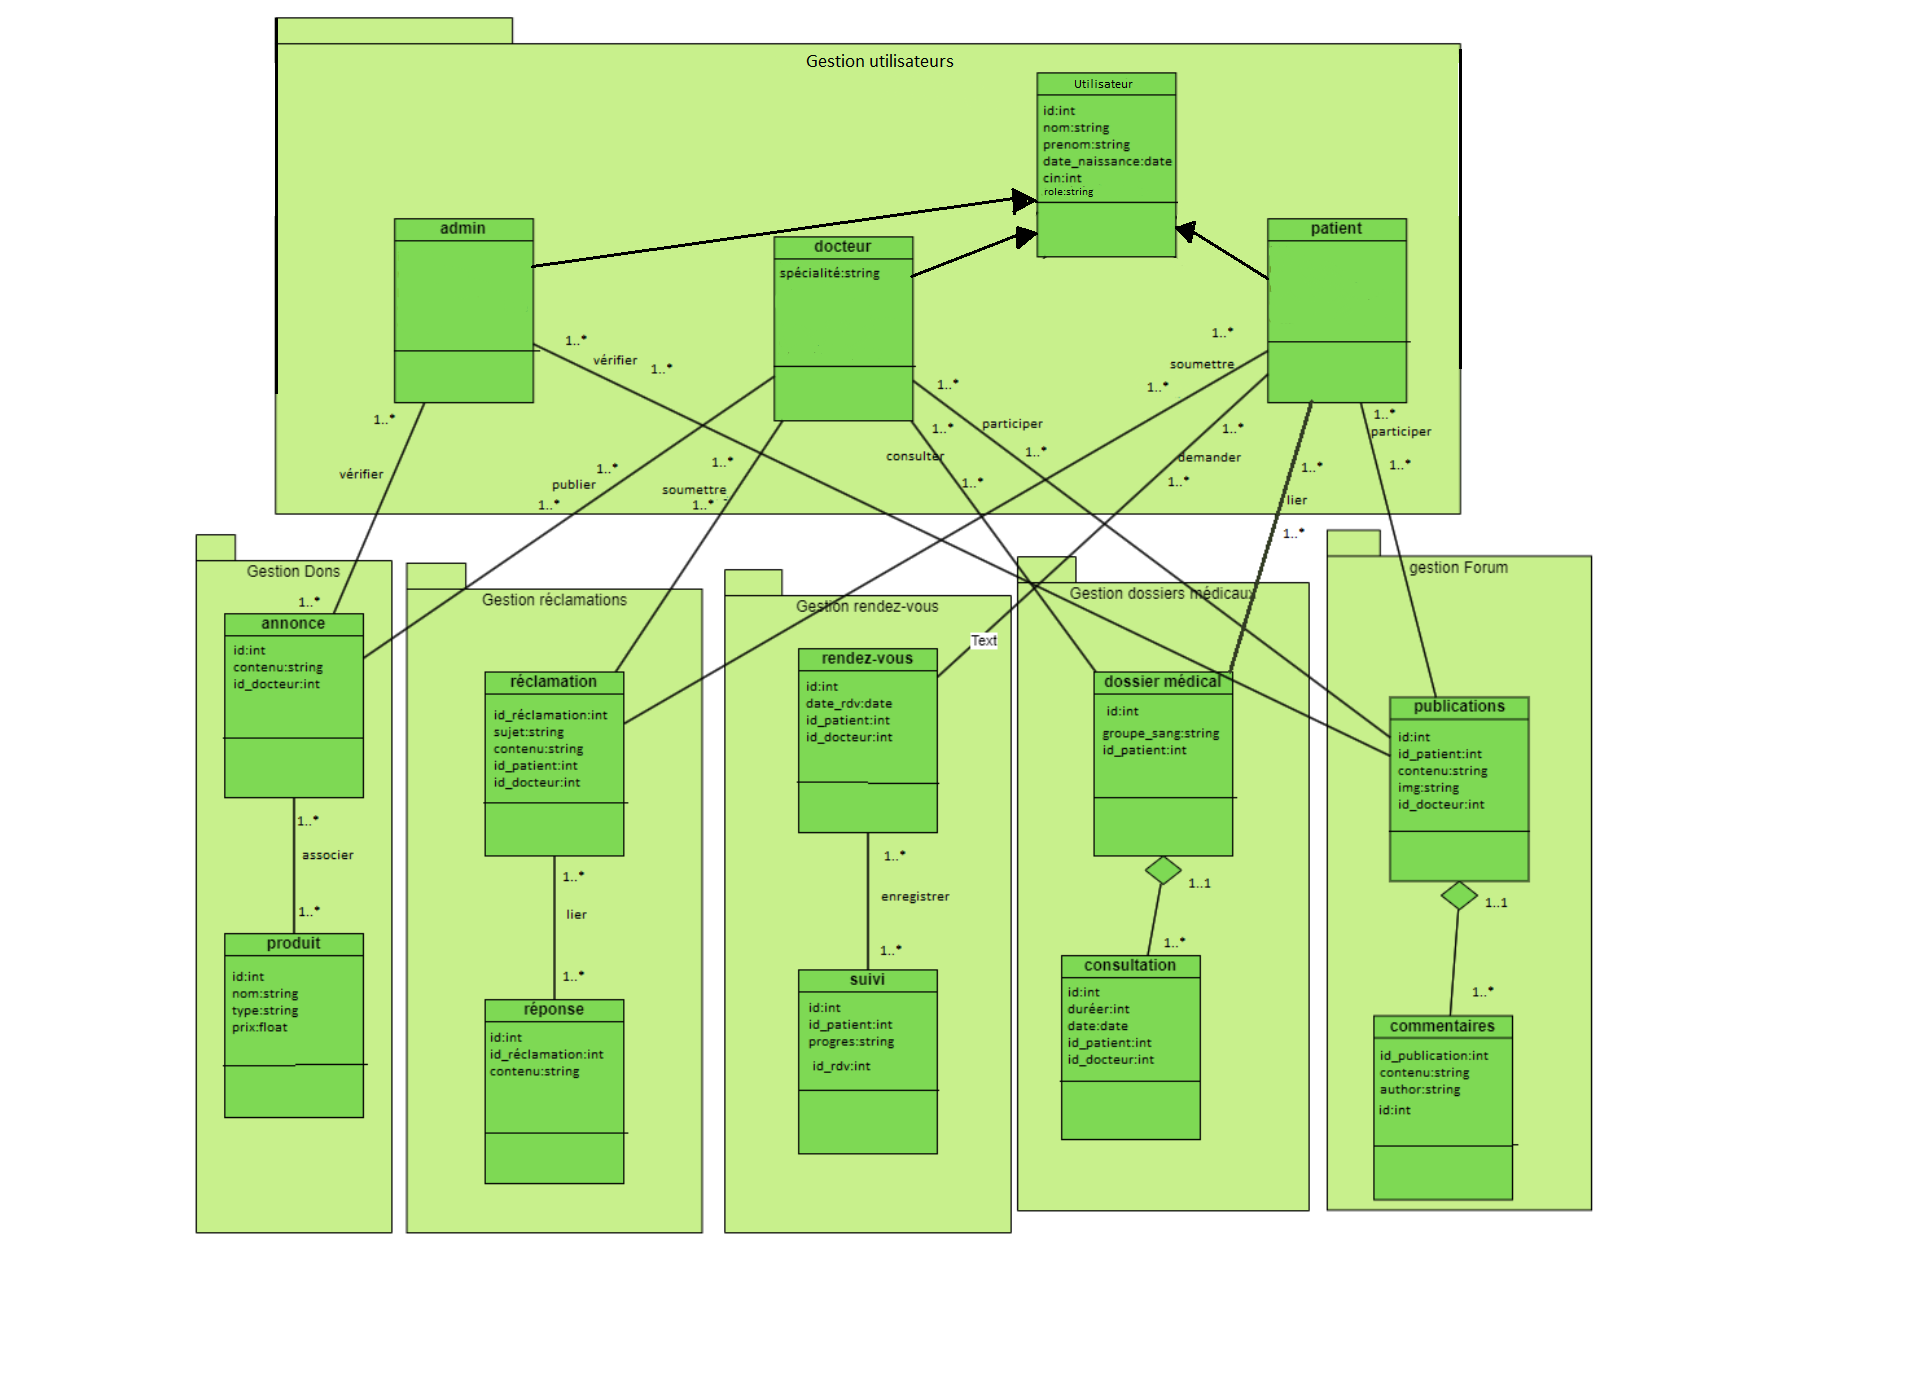 Gestion utilisateurs
Utilisateur
id:int
nom:string
prenom:string
date_naissance:date
cin:int
role:string
admin
docteur
spécialité:string
patient
1..*
vérifier
1..*
1..*
soumettre
1..*
1..*
participer
1..*
1..*
consulter
1..*
1..*
demander
1..*
1..*
participer
1..*
1..*
lier
1..*
1..*
vérifier
1..*
1..*
publier
1..*
1..*
soumettre
1..*
Gestion Dons
annonce
id:int
contenu:string
id_docteur:int
1..*
associer
1..*
produit
id:int
nom:string
type:string
prix:float
Gestion réclamations
réclamation
id_réclamation:int
sujet:string
contenu:string
id_patient:int
id_docteur:int
1..*
lier
1..*
réponse
id:int
id_réclamation:int
contenu:string
Gestion rendez-vous
Text
rendez-vous
id:int
date_rdv:date
id_patient:int
id_docteur:int
1..*
enregistrer
1..*
suivi
id:int
id_patient:int
progres:string
id_rdv:int
Gestion dossiers médicaux
dossier médical
id:int
groupe_sang:string
id_patient:int
1..1
1..*
consultation
id:int
duréer:int
date:date
id_patient:int
id_docteur:int
gestion Forum
publications
id:int
id_patient:int
contenu:string
img:string
id_docteur:int
1..1
1..*
commentaires
id_publication:int
contenu:string
author:string
id:int